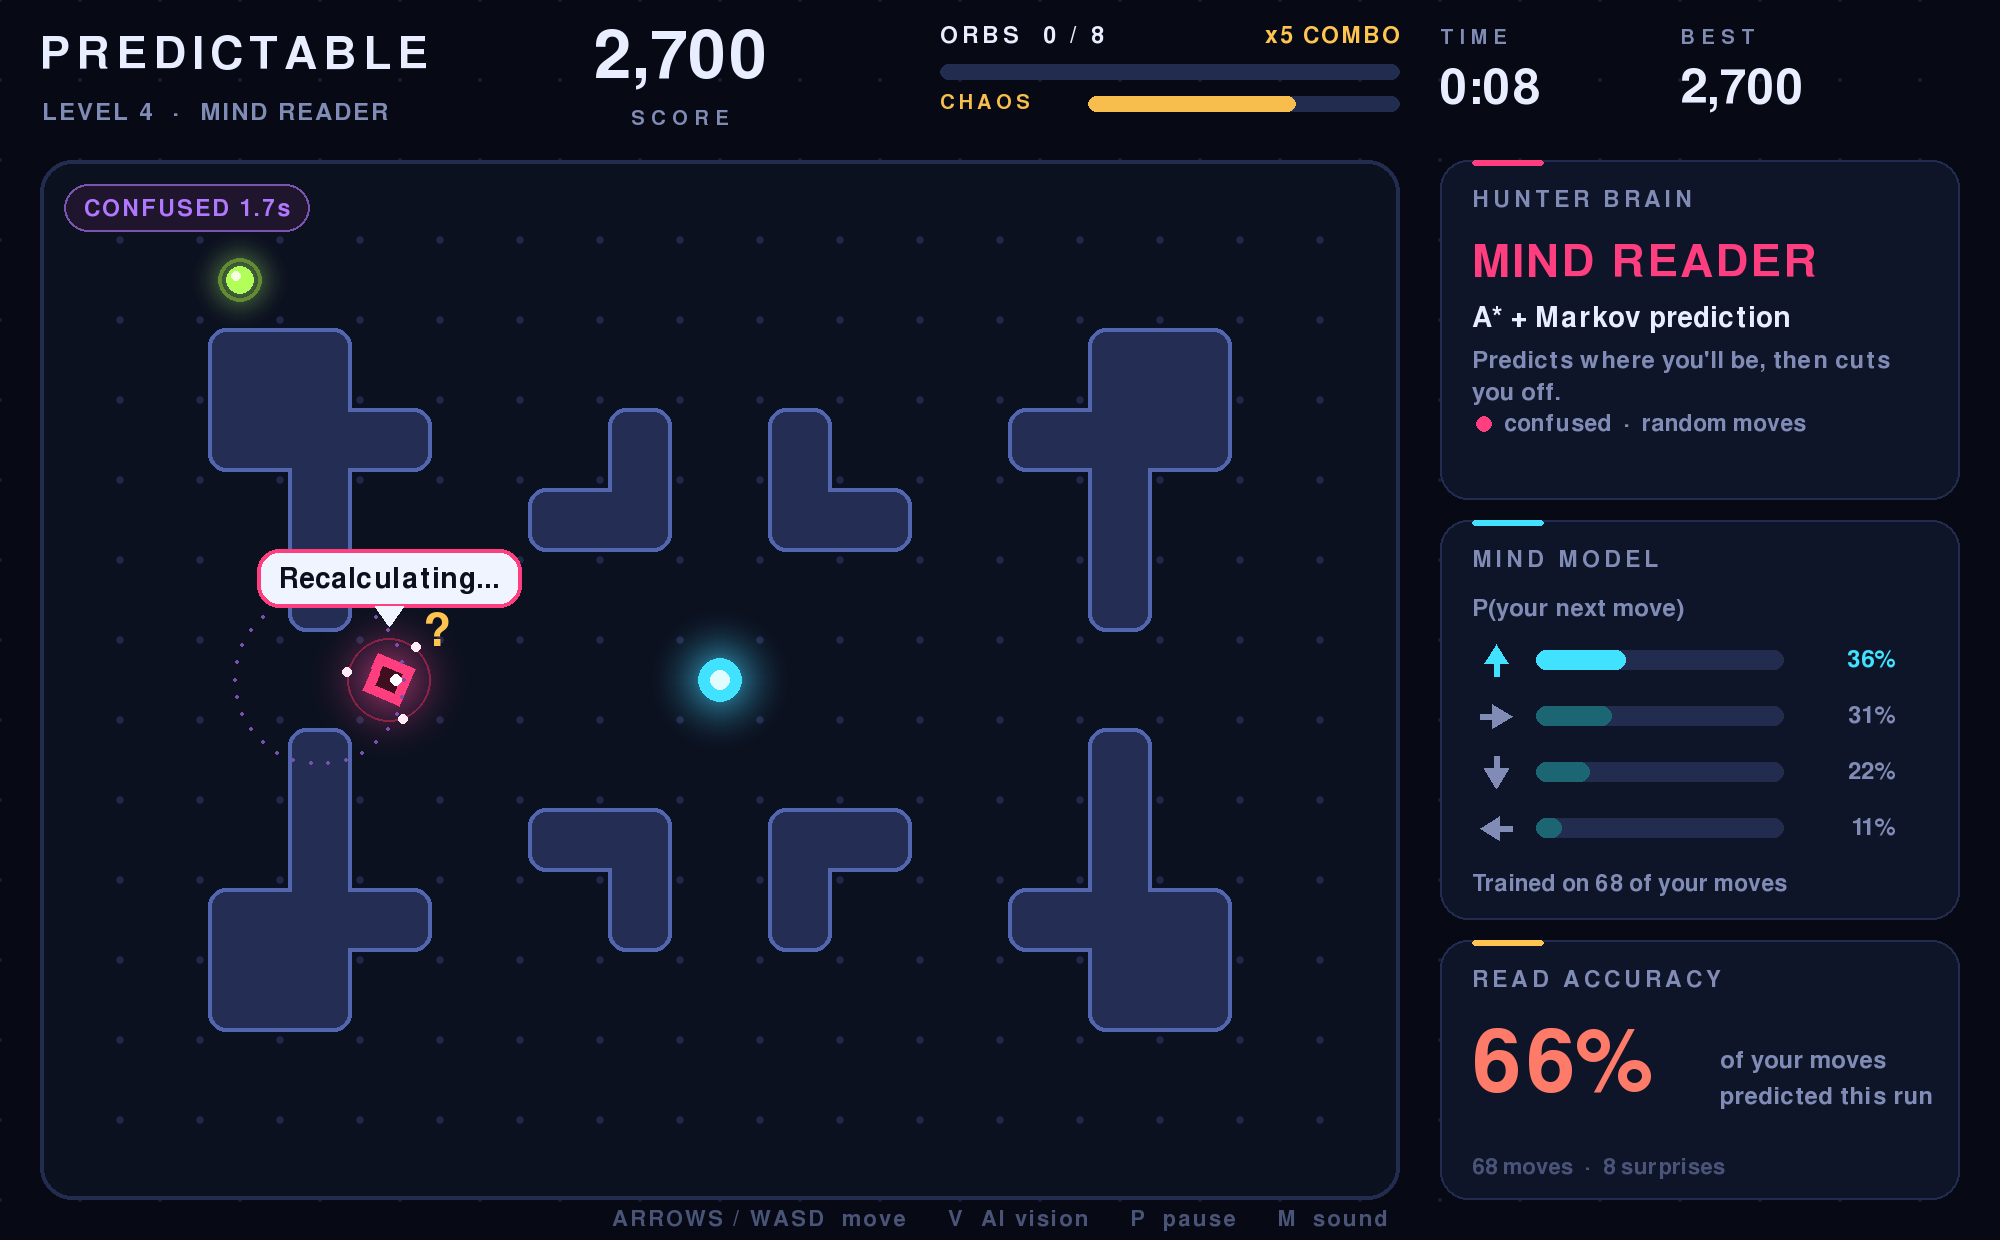 PREDICTABLE
LEVEL 4 · MIND READER
2,700
SCORE
ORBS 0 / 8
x5 COMBO
CHAOS
TIME
0:08
BEST
2,700
CONFUSED 1.7s
Recalculating...
?
HUNTER BRAIN
MIND READER
A* + Markov prediction
Predicts where you'll be, then cuts
you off.
confused · random moves
MIND MODEL
P(your next move)
36%
31%
22%
11%
Trained on 68 of your moves
READ ACCURACY
66%
of your moves
predicted this run
68 moves · 8 surprises
ARROWS / WASD move V AI vision P pause M sound